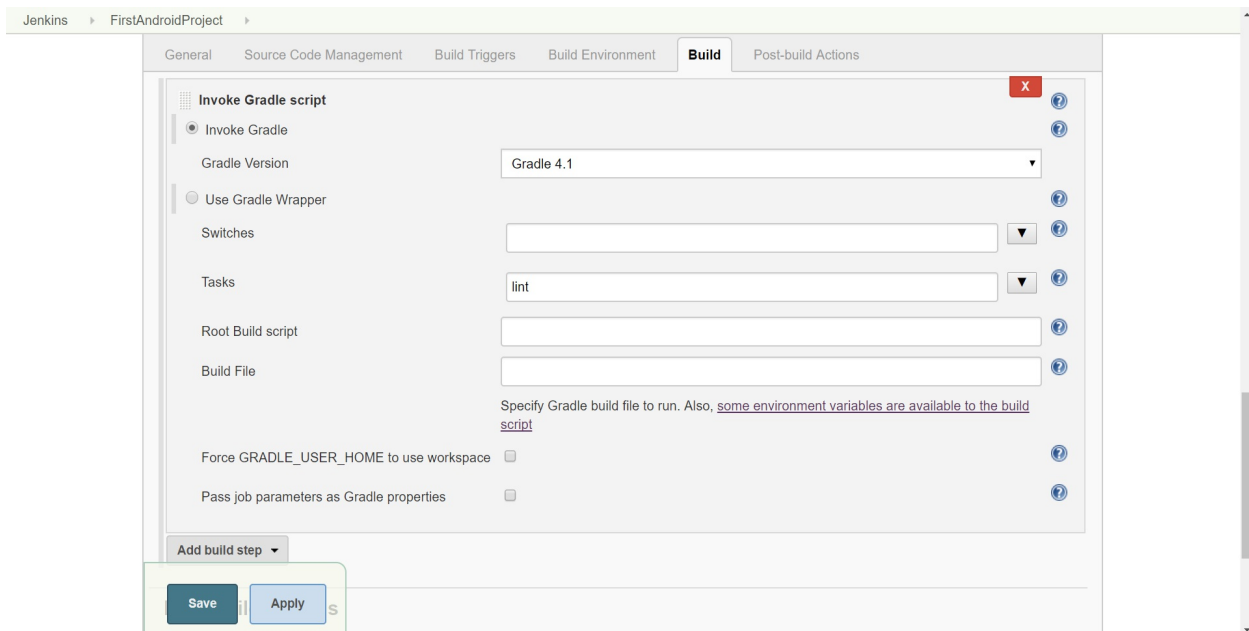 Jenkins FirstAndroidProject
General Source Code Management Build Triggers Build Environment Build Post-build Actions
Invoke Gradle script X
Invoke Gradle
Gradle Version Gradle 4.1
Use Gradle Wrapper
Switches
Tasks lint
Root Build script
Build File
Specify Gradle build file to run. Also, some environment variables are available to the build
script
Force GRADLE_USER_HOME to use workspace
Pass job parameters as Gradle properties
Add build step
Save Apply